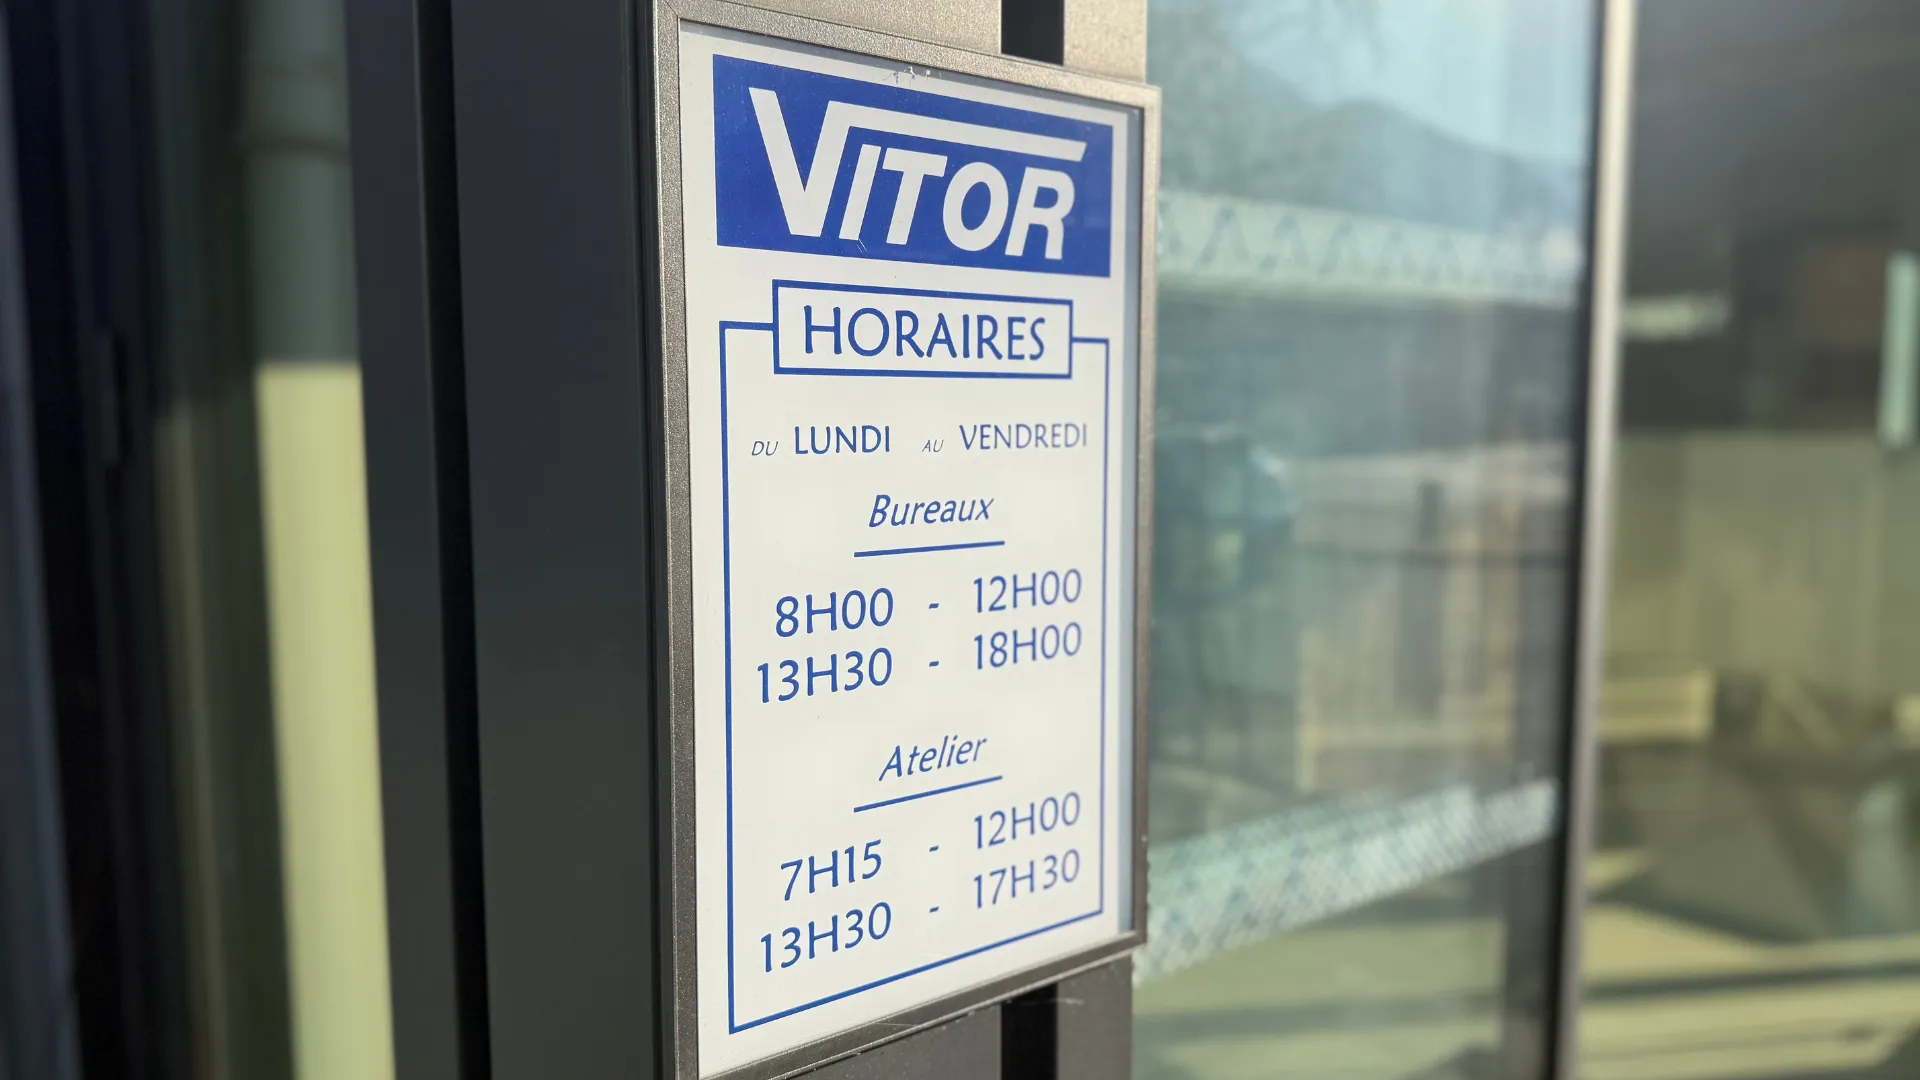 VITOR
HORAIRES
DU LUNDI AU VENDREDI
Bureaux
8H00 - 12H00
13H30 - 18H00
Atelier
7H15 - 12H00
13H30 - 17H30